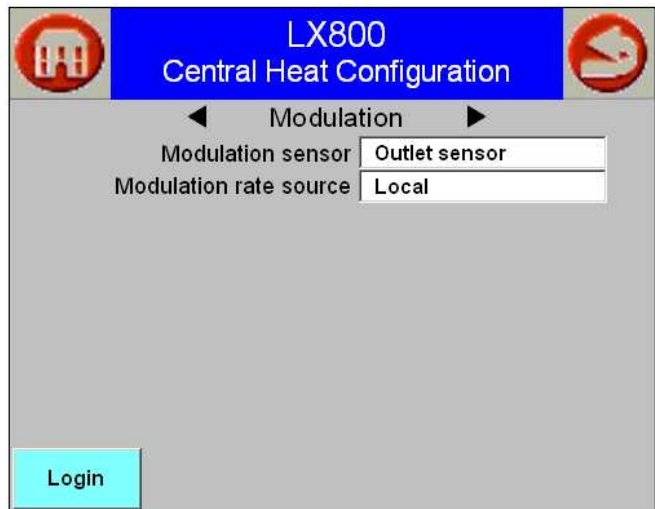 LX800
Central Heat Configuration
Modulation
Modulation sensor Outlet sensor
Modulation rate source Local
Login